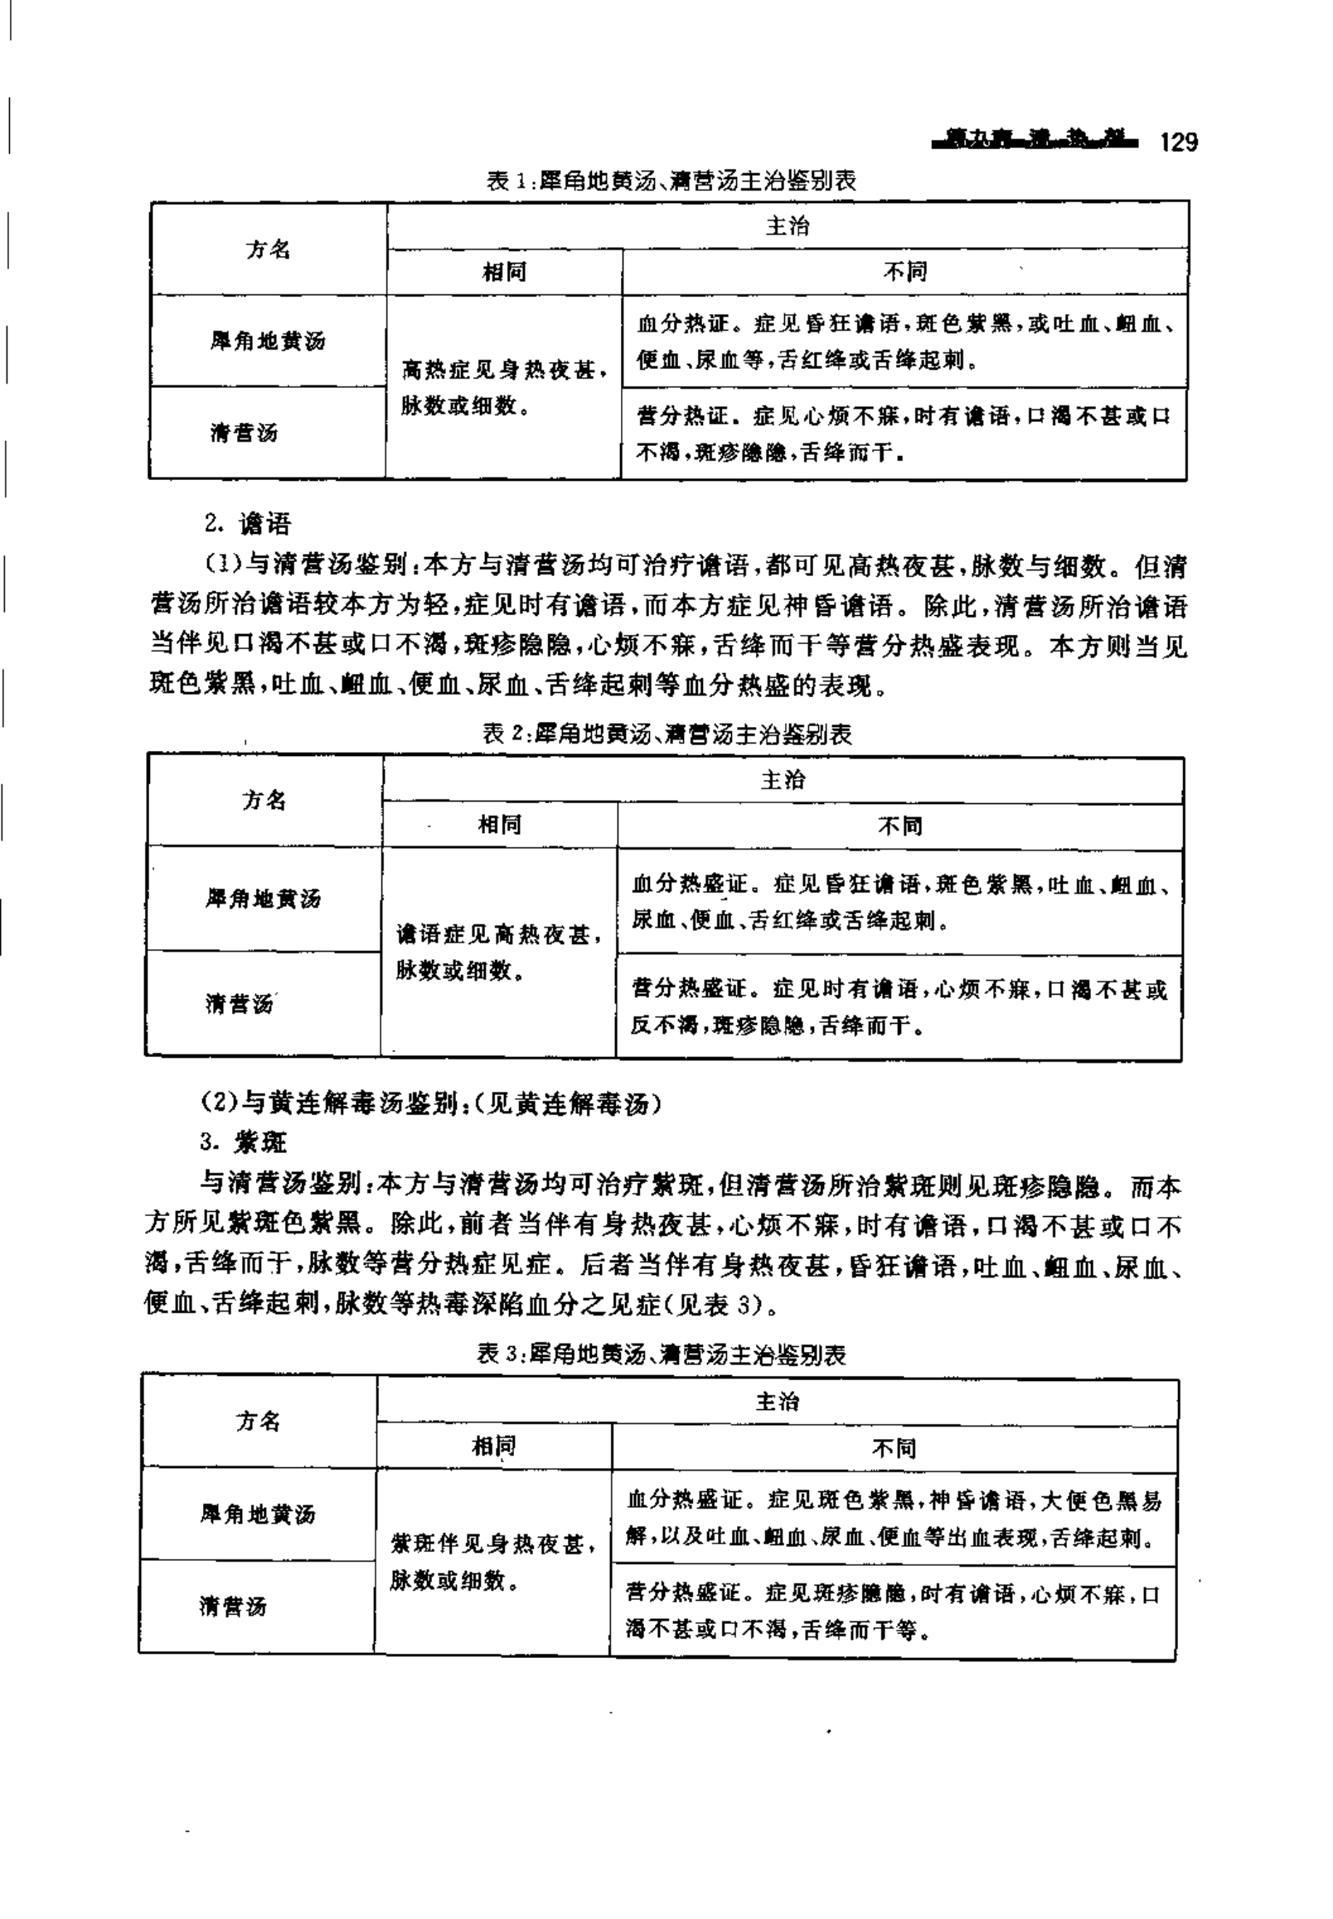 第九章 清热剂 129
表 1:犀角地黄汤、清营汤主治鉴别表
方名
主治
相同
不同
犀角地黄汤
高热症见身热夜甚,
脉数或细数。
血分热证。症见昏狂谵语,斑色紫黑,或吐血、衄血、
便血、尿血等,舌红绛或舌绛起刺。
清营汤
营分热证。症见心烦不寐,时有谵语,口渴不甚或口
不渴,斑疹隐隐,舌绛而干。
2. 谵语
(1)与清营汤鉴别:本方与清营汤均可治疗谵语,都可见高热夜甚,脉数与细数。但清
营汤所治谵语较本方为轻,症见时有谵语,而本方症见神昏谵语。除此,清营汤所治谵语
当伴见口渴不甚或口不渴,斑疹隐隐,心烦不寐,舌绛而干等营分热盛表现。本方则当见
斑色紫黑,吐血、衄血、便血、尿血、舌绛起刺等血分热盛的表现。
表 2:犀角地黄汤、清营汤主治鉴别表
方名
主治
相同
不同
犀角地黄汤
谵语症见高热夜甚,
脉数或细数。
血分热盛证。症见昏狂谵语,斑色紫黑,吐血、衄血、
尿血、便血、舌红绛或舌绛起刺。
清营汤
营分热盛证。症见时有谵语,心烦不寐,口渴不甚或
反不渴,斑疹隐隐,舌绛而干。
(2)与黄连解毒汤鉴别:(见黄连解毒汤)
3. 紫斑
与清营汤鉴别:本方与清营汤均可治疗紫斑,但清营汤所治紫斑则见斑疹隐隐。而本
方所见紫斑色紫黑。除此,前者当伴有身热夜甚,心烦不寐,时有谵语,口渴不甚或口不
渴,舌绛而干,脉数等营分热症见症。后者当伴有身热夜甚,昏狂谵语,吐血、衄血、尿血、
便血、舌绛起刺,脉数等热毒深陷血分之见症(见表 3)。
表 3:犀角地黄汤、清营汤主治鉴别表
方名
主治
相同
不同
犀角地黄汤
紫斑伴见身热夜甚,
脉数或细数。
血分热盛证。症见斑色紫黑,神昏谵语,大便色黑易
解,以及吐血、衄血、尿血、便血等出血表现,舌绛起刺。
清营汤
营分热盛证。症见斑疹隐隐,时有谵语,心烦不寐,口
渴不甚或口不渴,舌绛而干等。